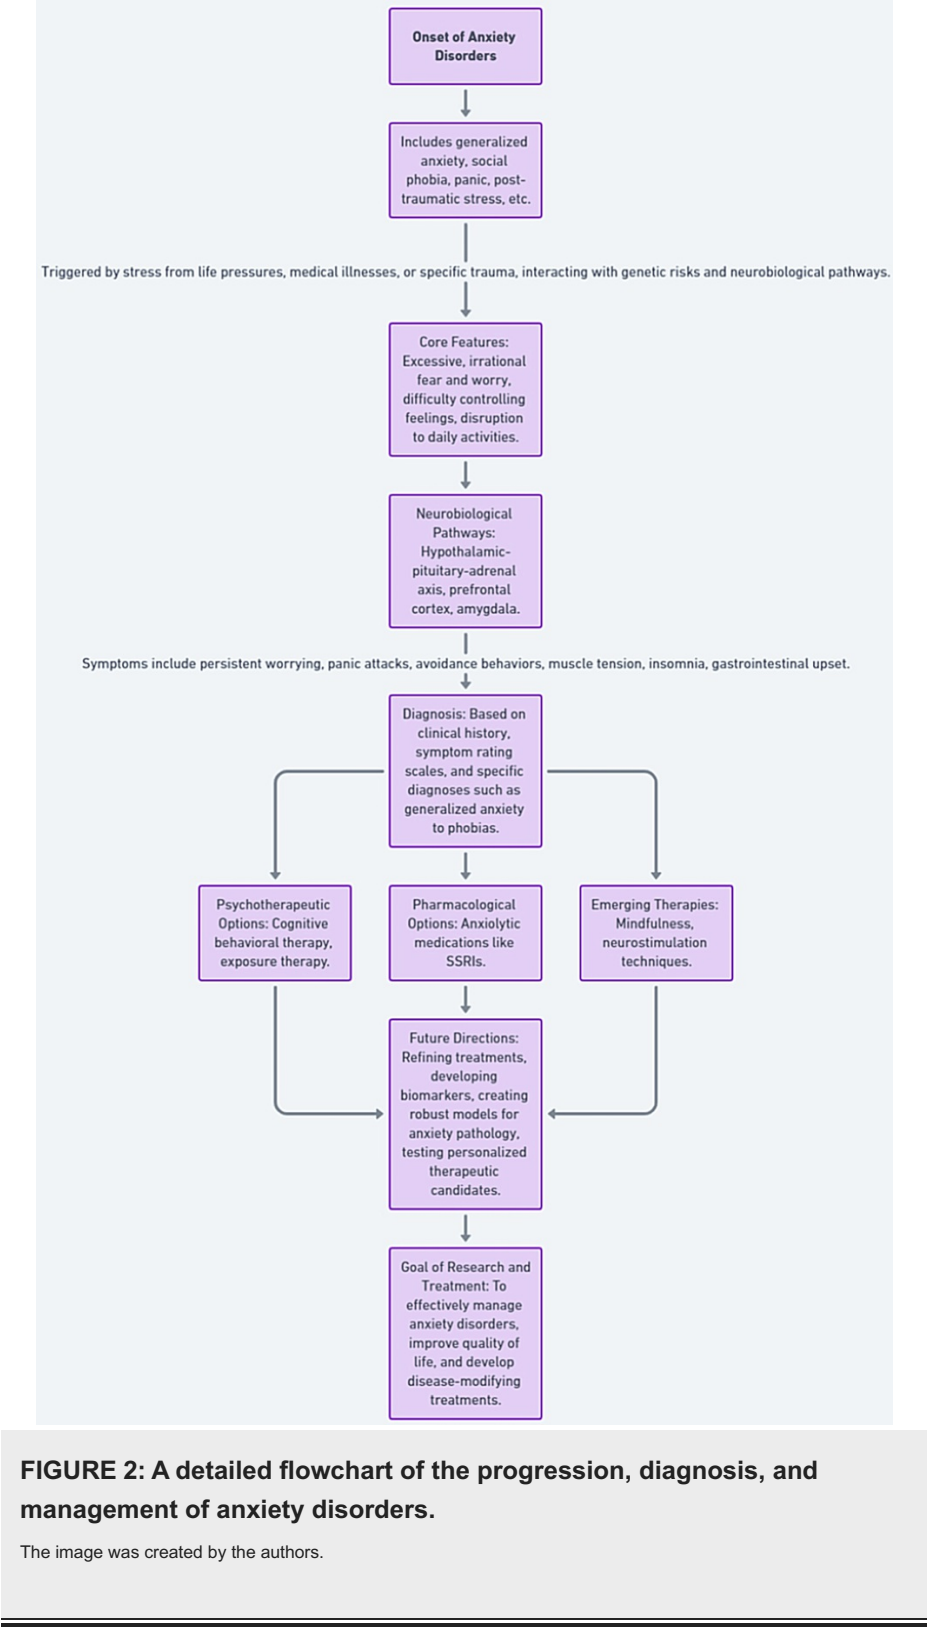 Onset of Anxiety
Disorders
Includes generalized
anxiety, social
phobia, panic, post-
traumatic stress, etc.
Triggered by stress from life pressures, medical illnesses, or specific trauma, interacting with genetic risks and neurobiological pathways.
Core Features:
Excessive, irrational
fear and worry,
difficulty controlling
feelings, disruption
to daily activities.
Neurobiological
Pathways:
Hypothalamic-
pituitary-adrenal
axis, prefrontal
cortex, amygdala.
Symptoms include persistent worrying, panic attacks, avoidance behaviors, muscle tension, insomnia, gastrointestinal upset.
Diagnosis: Based on
clinical history,
symptom rating
scales, and specific
diagnoses such as
generalized anxiety
to phobias.
Psychotherapeutic
Options: Cognitive
behavioral therapy,
exposure therapy.
Pharmacological
Options: Anxiolytic
medications like
SSRIs.
Emerging Therapies:
Mindfulness,
neurostimulation
techniques.
Future Directions:
Refining treatments,
developing
biomarkers, creating
robust models for
anxiety pathology,
testing personalized
therapeutic
candidates.
Goal of Research and
Treatment: To
effectively manage
anxiety disorders,
improve quality of
life, and develop
disease-modifying
treatments.
FIGURE 2: A detailed flowchart of the progression, diagnosis, and
management of anxiety disorders.
The image was created by the authors.